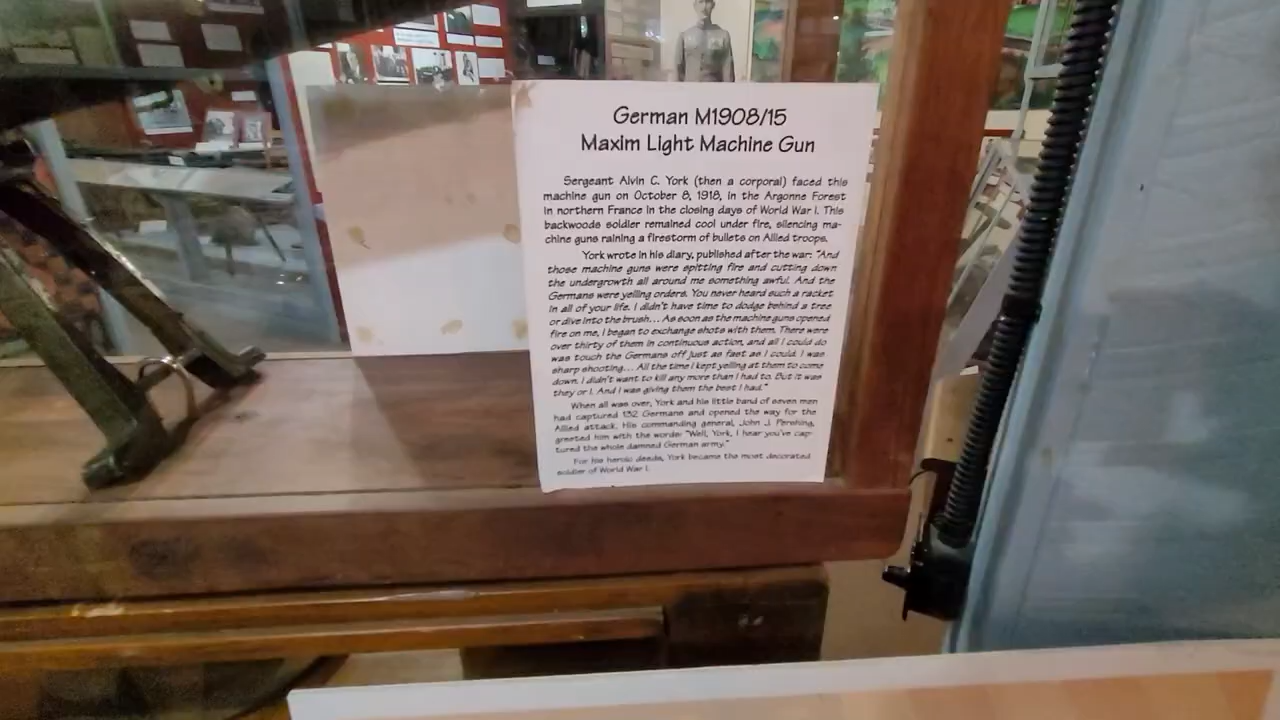 German M1908/15
Maxim Light Machine Gun
Sergeant Alvin C. York (then a corporal) faced this
machine gun on October 8, 1918, in the Argonne Forest
in northern France in the closing days of World War I. This
backwoods soldier remained cool under fire, silencing ma-
chine guns raining a firestorm of bullets on Allied troops.
York wrote in his diary, published after the war: "And
those machine guns were spitting fire and cutting down
the undergrowth all around me something awful. And the
Germans were yelling orders. You never heard such a racket
in all of your life. I didn't have time to dodge behind a tree
or dive into the brush... As soon as the machine guns opened
fire on me, I began to exchange shots with them. There were
over thirty of them in continuous action, and all I could do
was touch the Germans off just as fast as I could. I was
sharp shooting... All the time I kept yelling at them to come
down. I didn't want to kill any more than I had to. But it was
they or I. And I was giving them the best I had."
When all was over, York and his little band of seven men
had captured 132 Germans and opened the way for the
Allied attack. His commanding general, John J. Pershing,
greeted him with the words: "Well, York, I hear you've cap-
tured the whole damned German army."
For his heroic deeds, York became the most decorated
soldier of World War I.